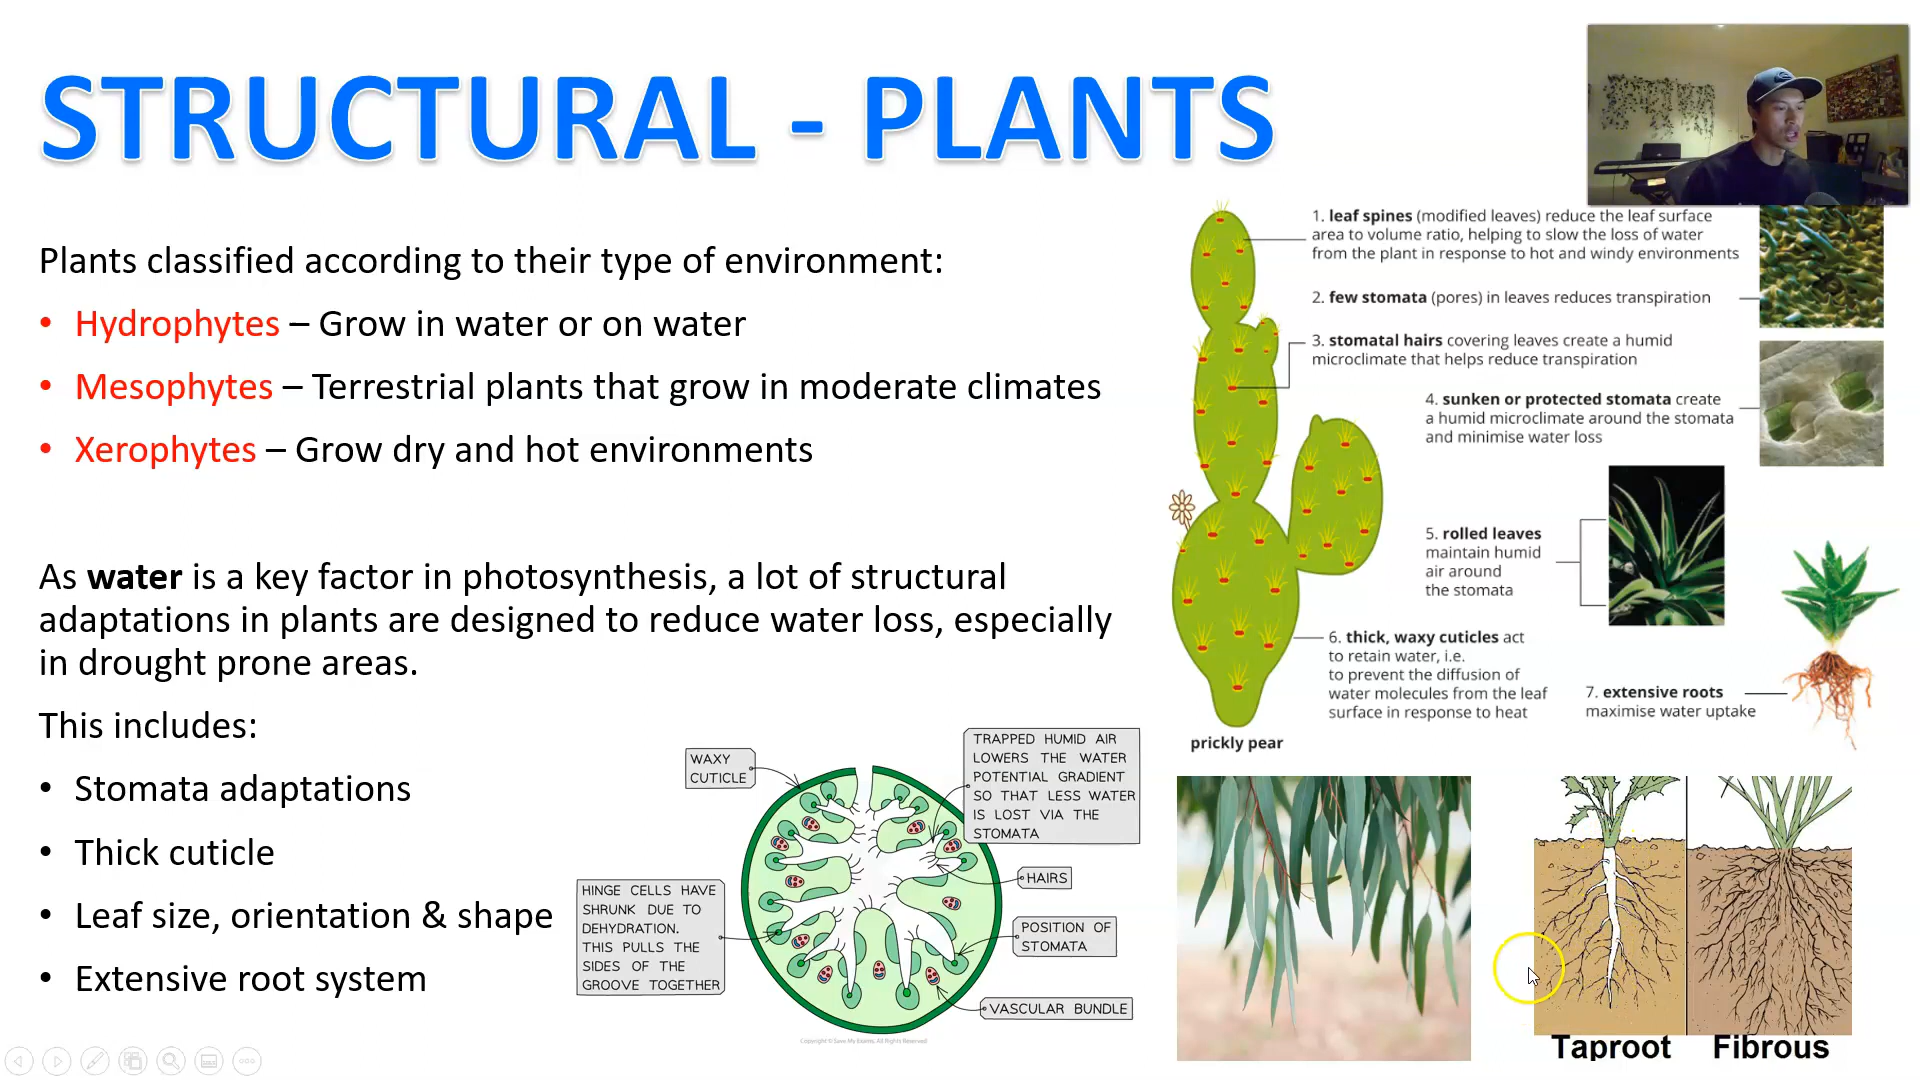 STRUCTURAL - PLANTS
Plants classified according to their type of environment:
• Hydrophytes – Grow in water or on water
• Mesophytes – Terrestrial plants that grow in moderate climates
• Xerophytes – Grow dry and hot environments
As water is a key factor in photosynthesis, a lot of structural
adaptations in plants are designed to reduce water loss, especially
in drought prone areas.
This includes:
• Stomata adaptations
• Thick cuticle
• Leaf size, orientation & shape
• Extensive root system
1. leaf spines (modified leaves) reduce the leaf surface
area to volume ratio, helping to slow the loss of water
from the plant in response to hot and windy environments
2. few stomata (pores) in leaves reduces transpiration
3. stomatal hairs covering leaves create a humid
microclimate that helps reduce transpiration
4. sunken or protected stomata create
a humid microclimate around the stomata
and minimise water loss
5. rolled leaves
maintain humid
air around
the stomata
6. thick, waxy cuticles act
to retain water, i.e.
to prevent the diffusion of
water molecules from the leaf
surface in response to heat
7. extensive roots
maximise water uptake
prickly pear
WAXY
CUTICLE
TRAPPED HUMID AIR
LOWERS THE WATER
POTENTIAL GRADIENT
SO THAT LESS WATER
IS LOST VIA THE
STOMATA
HINGE CELLS HAVE
SHRUNK DUE TO
DEHYDRATION.
THIS PULLS THE
SIDES OF THE
GROOVE TOGETHER
HAIRS
POSITION OF
STOMATA
VASCULAR BUNDLE
Copyright © Save My Exams. All Rights Reserved
Taproot
Fibrous